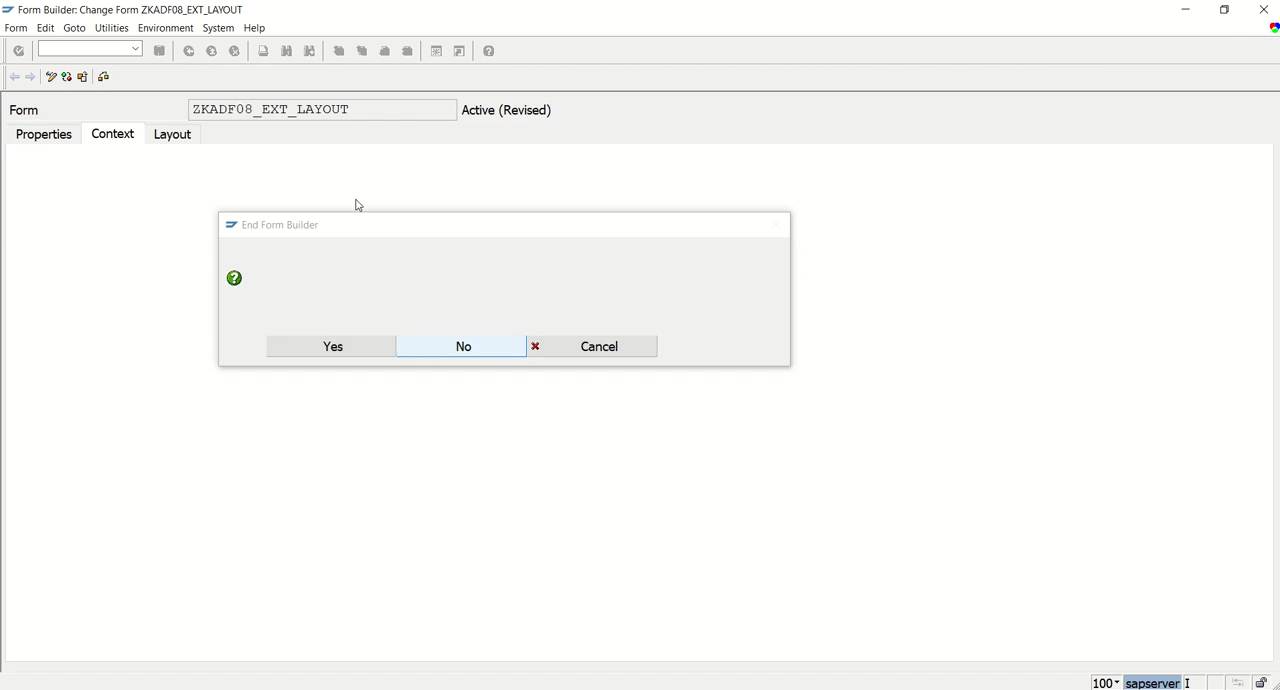 Form Builder: Change Form ZKADF08_EXT_LAYOUT
Form Edit Goto Utilities Environment System Help
Form ZKADF08_EXT_LAYOUT Active (Revised)
Properties Context Layout
End Form Builder
Yes No Cancel
100 sapserver